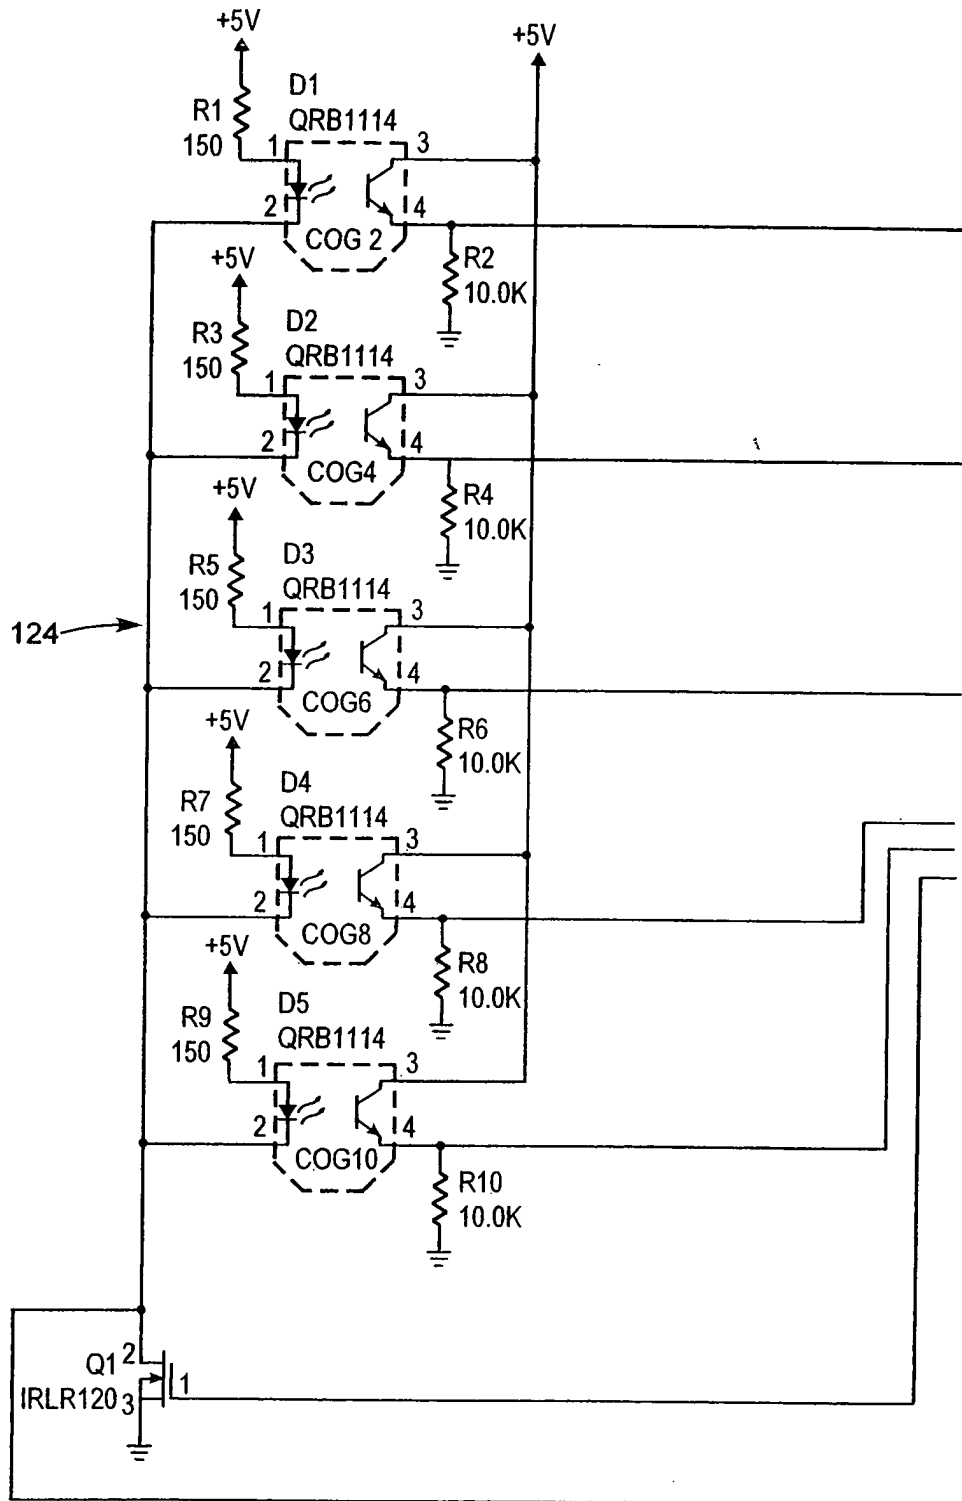 +5V
+5V
D1
QRB1114
R1
150
1
3
2
4
COG 2
R2
10.0K
+5V
D2
QRB1114
R3
150
1
3
2
4
COG4
R4
10.0K
+5V
D3
QRB1114
R5
150
1
3
124
2
4
COG6
R6
10.0K
+5V
D4
QRB1114
R7
150
1
3
2
4
COG8
R8
10.0K
+5V
D5
QRB1114
R9
150
1
3
2
4
COG10
R10
10.0K
Q1
2
1
IRLR120
3